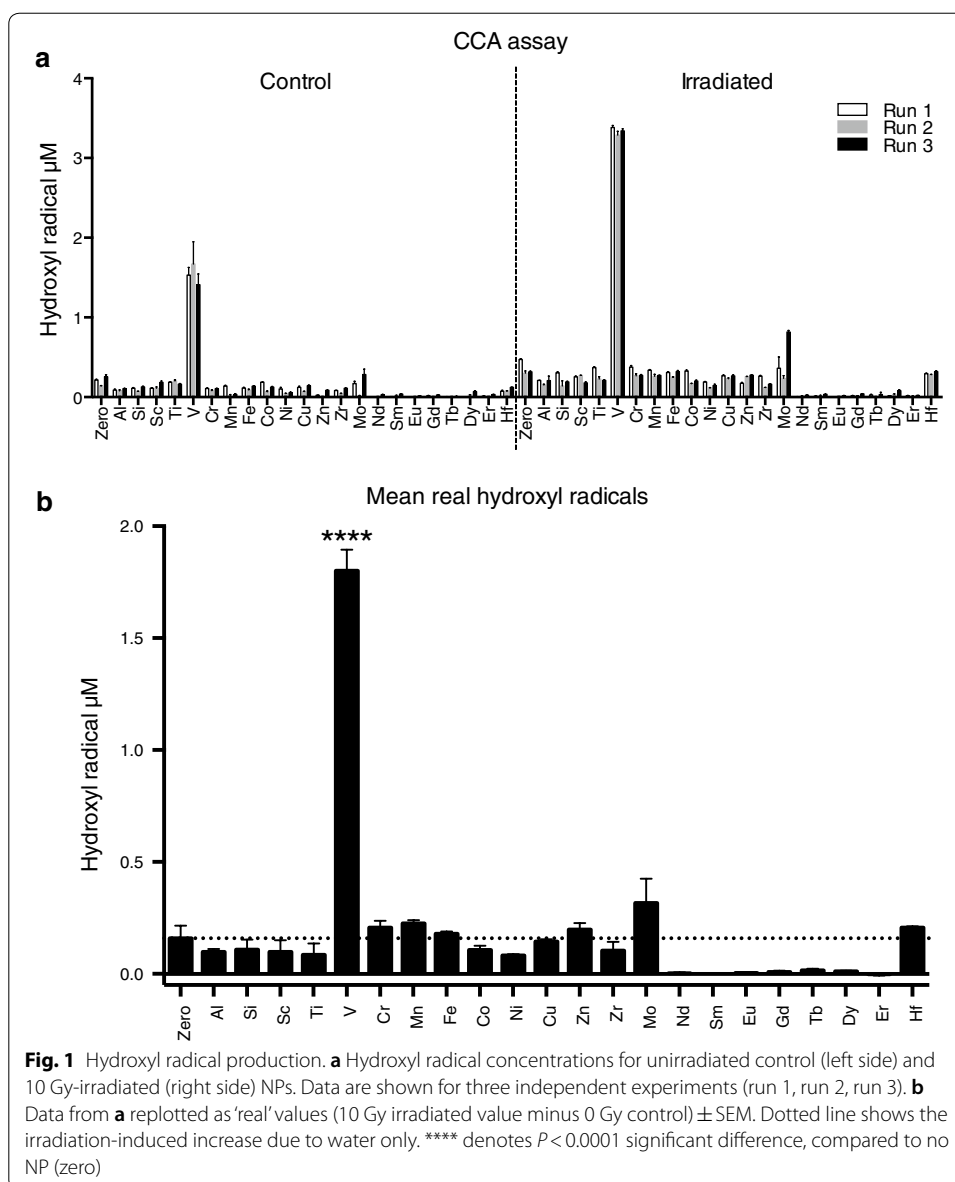 a
CCA assay
Control
Irradiated
Run 1
Run 2
Run 3
Hydroxyl radical µM
4
3
2
1
0
Zero Al Si Sc Ti V Cr Mn Fe Co Ni Cu Zn Zr Mo Nd Sm Eu Gd Tb Dy Er Hf Zero Al Si Sc Ti V Cr Mn Fe Co Ni Cu Zn Zr Mo Nd Sm Eu Gd Tb Dy Er Hf
b
Mean real hydroxyl radicals
Hydroxyl radical µM
2.0
1.5
1.0
0.5
0.0
****
Zero Al Si Sc Ti V Cr Mn Fe Co Ni Cu Zn Zr Mo Nd Sm Eu Gd Tb Dy Er Hf
Fig. 1 Hydroxyl radical production. a Hydroxyl radical concentrations for unirradiated control (left side) and
10 Gy-irradiated (right side) NPs. Data are shown for three independent experiments (run 1, run 2, run 3). b
Data from a replotted as ‘real’ values (10 Gy irradiated value minus 0 Gy control) ± SEM. Dotted line shows the
irradiation-induced increase due to water only. **** denotes P < 0.0001 significant difference, compared to no
NP (zero)